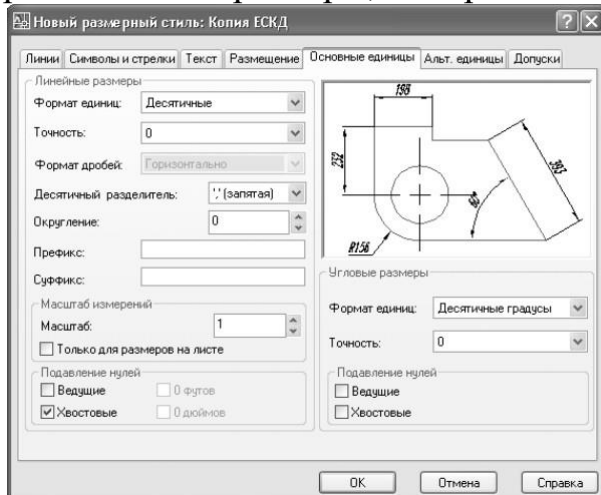 Новый размерный стиль: Копия ЕСКД
Линии Символы и стрелки Текст Размещение Основные единицы Альт. единицы Допуски
Линейные размеры
Формат единиц: Десятичные
Точность: 0
Формат дробей: Горизонтально
Десятичный разделитель: ',' (запятая)
Округление: 0
Префикс:
Суффикс:
Масштаб измерений
Масштаб: 1
Только для размеров на листе
Подавление нулей
Ведущие 0 футов
Хвостовые 0 дюймов
198
232
393
R156
Угловые размеры
Формат единиц: Десятичные градусы
Точность: 0
Подавление нулей
Ведущие
Хвостовые
OK Отмена Справка